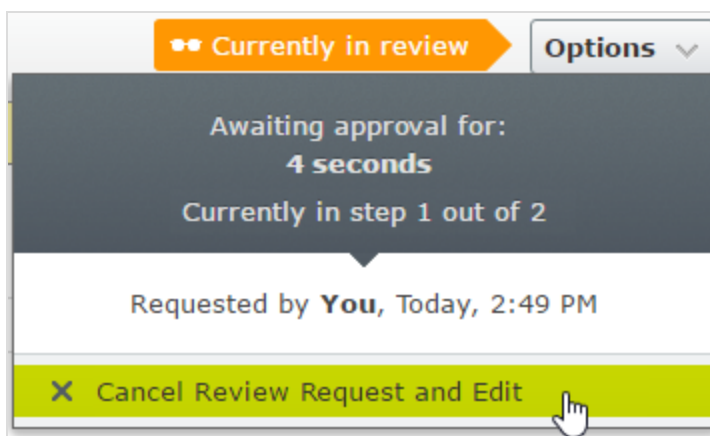 Currently in review
Options
Awaiting approval for:
4 seconds
Currently in step 1 out of 2
Requested by You, Today, 2:49 PM
Cancel Review Request and Edit